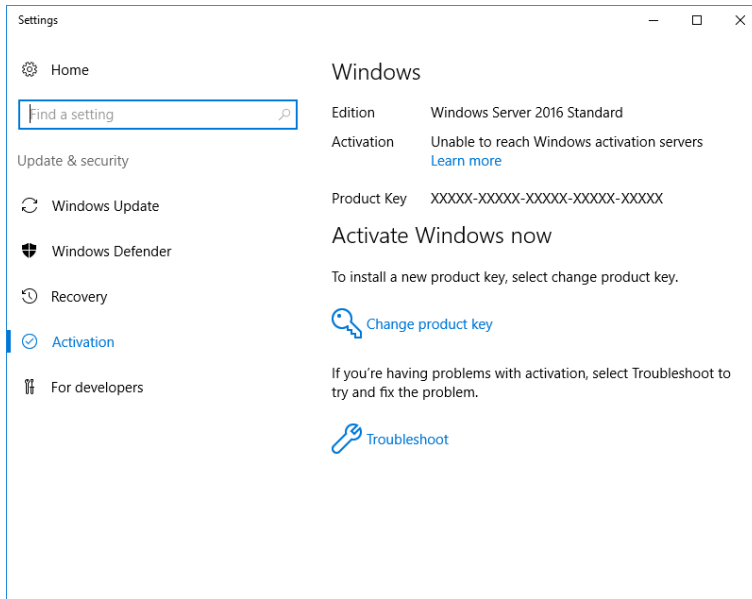 Settings
Home
Find a setting
Update & security
Windows Update
Windows Defender
Recovery
Activation
For developers
Windows
Edition Windows Server 2016 Standard
Activation Unable to reach Windows activation servers
Learn more
Product Key XXXXX-XXXXX-XXXXX-XXXXX-XXXXX
Activate Windows now
To install a new product key, select change product key.
Change product key
If you're having problems with activation, select Troubleshoot to
try and fix the problem.
Troubleshoot